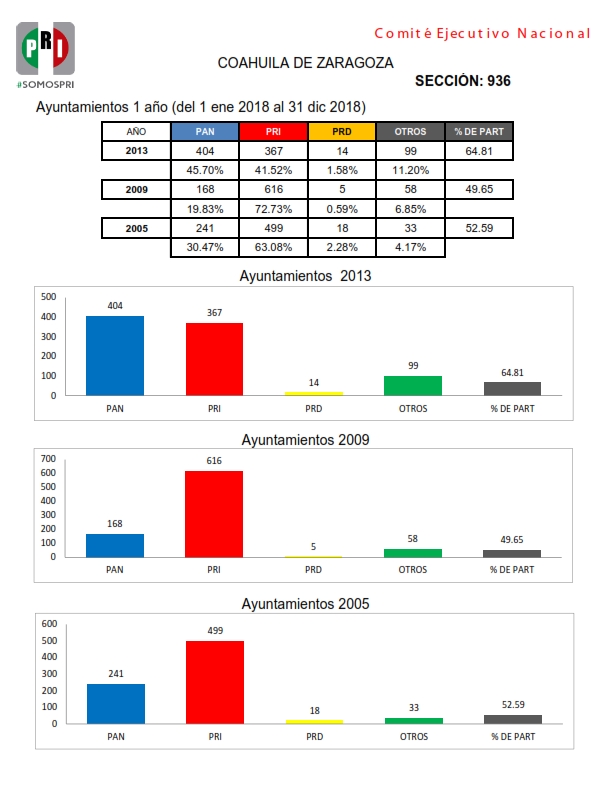 Comité Ejecutivo Nacional
PRI
#SOMOSPRI
COAHUILA DE ZARAGOZA
SECCIÓN: 936
Ayuntamientos 1 año (del 1 ene 2018 al 31 dic 2018)
AÑO PAN PRI PRD OTROS % DE PART
2013 404 367 14 99 64.81
45.70% 41.52% 1.58% 11.20%
2009 168 616 5 58 49.65
19.83% 72.73% 0.59% 6.85%
2005 241 499 18 33 52.59
30.47% 63.08% 2.28% 4.17%
Ayuntamientos 2013
500
400
300
200
100
0
404 367 14 99 64.81
PAN PRI PRD OTROS % DE PART
Ayuntamientos 2009
700
600
500
400
300
200
100
0
168 616 5 58 49.65
PAN PRI PRD OTROS % DE PART
Ayuntamientos 2005
600
500
400
300
200
100
0
241 499 18 33 52.59
PAN PRI PRD OTROS % DE PART